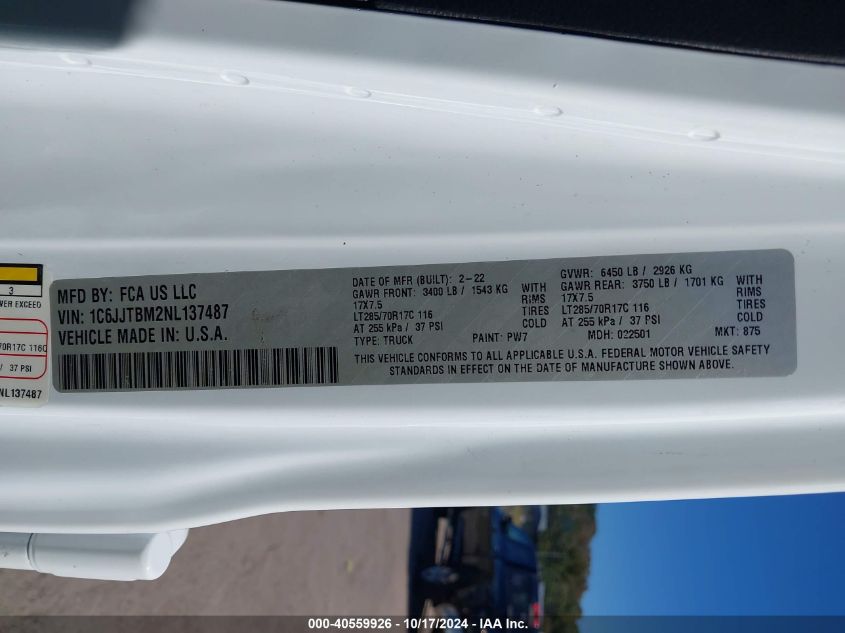 3
OWER EXCEED
70R17C 116C
/ 37 PSI
NL137487
MFD BY: FCA US LLC
VIN: 1C6JJTBM2NL137487
VEHICLE MADE IN: U.S.A.
DATE OF MFR (BUILT): 2-22
GAWR FRONT: 3400 LB / 1543 KG WITH
17X7.5 RIMS
LT285/70R17C 116 TIRES
AT 255 kPa / 37 PSI COLD
TYPE: TRUCK PAINT: PW7
GVWR: 6450 LB / 2926 KG
GAWR REAR: 3750 LB / 1701 KG WITH
17X7.5 RIMS
LT285/70R17C 116 TIRES
AT 255 kPa / 37 PSI COLD
MDH: 022501 MKT: 875
THIS VEHICLE CONFORMS TO ALL APPLICABLE U.S.A. FEDERAL MOTOR VEHICLE SAFETY
STANDARDS IN EFFECT ON THE DATE OF MANUFACTURE SHOWN ABOVE.
000-40559926 - 10/17/2024 - IAA Inc.